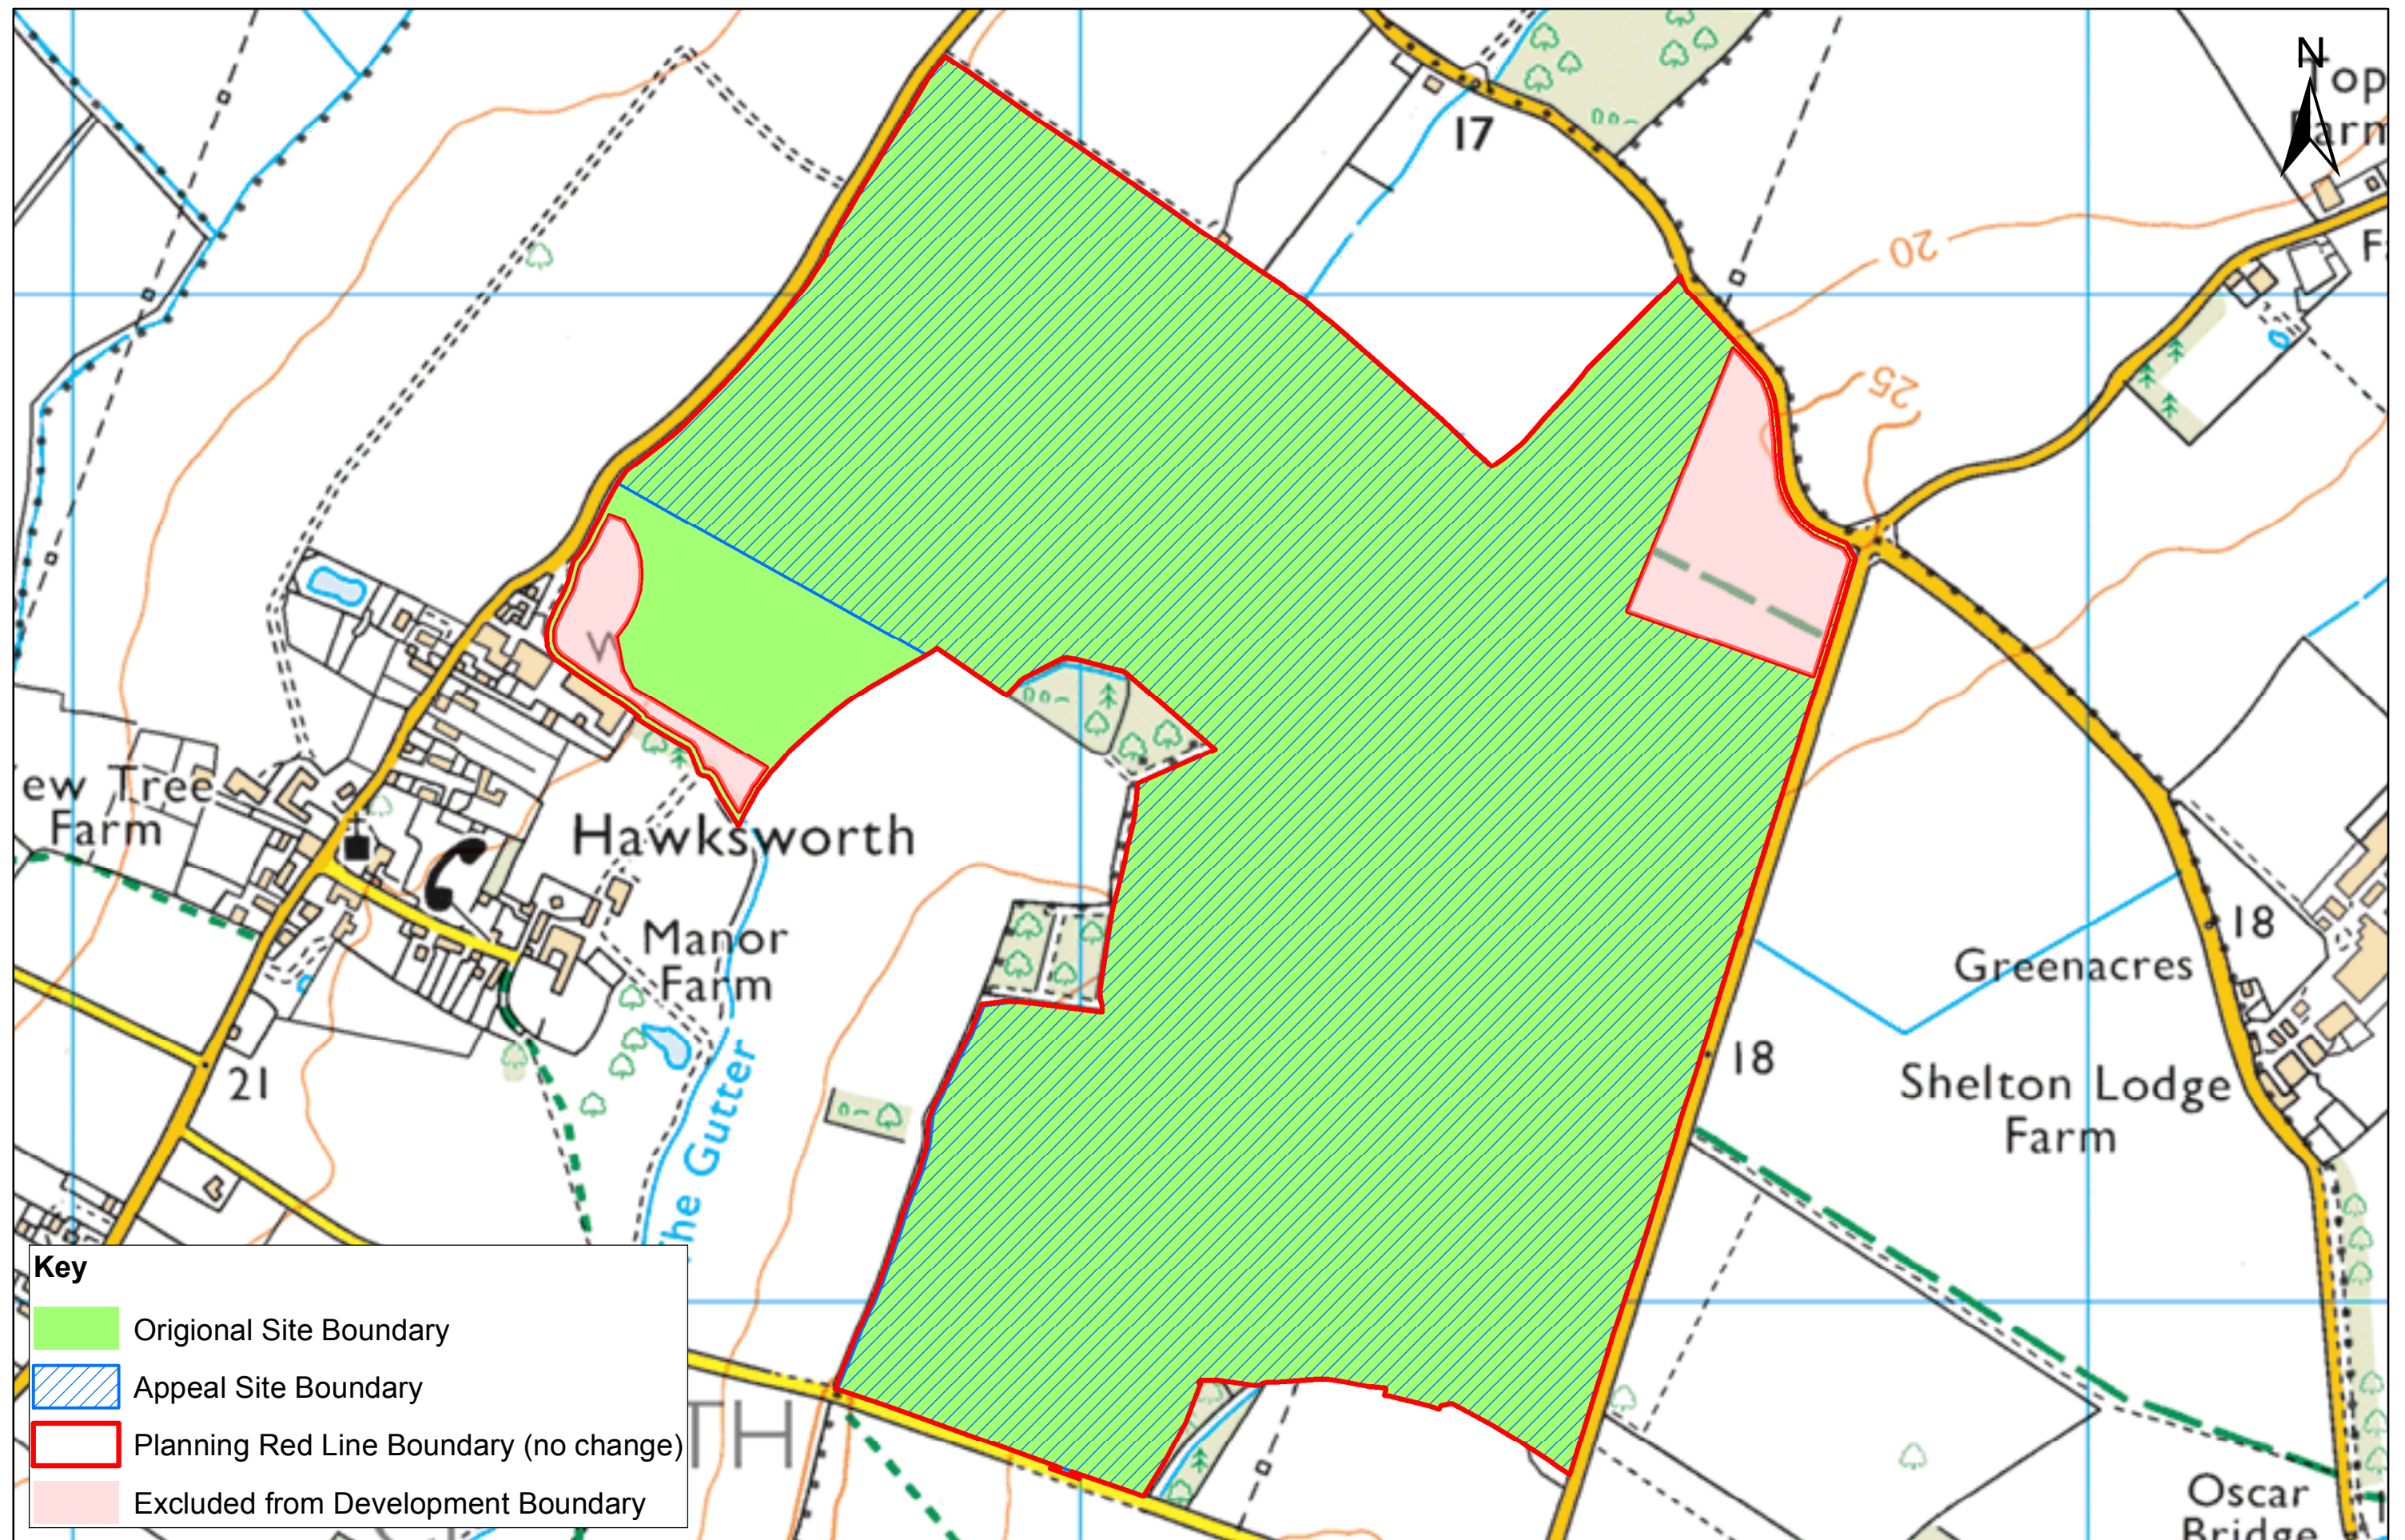 N
Top
Farm
17
20
25
W
ew Tree
Farm
Hawksworth
Manor
Farm
18
Greenacres
21
18
Shelton Lodge
Farm
The Gutter
TH
Oscar
Bridge
Key
Origional Site Boundary
Appeal Site Boundary
Planning Red Line Boundary (no change)
Excluded from Development Boundary